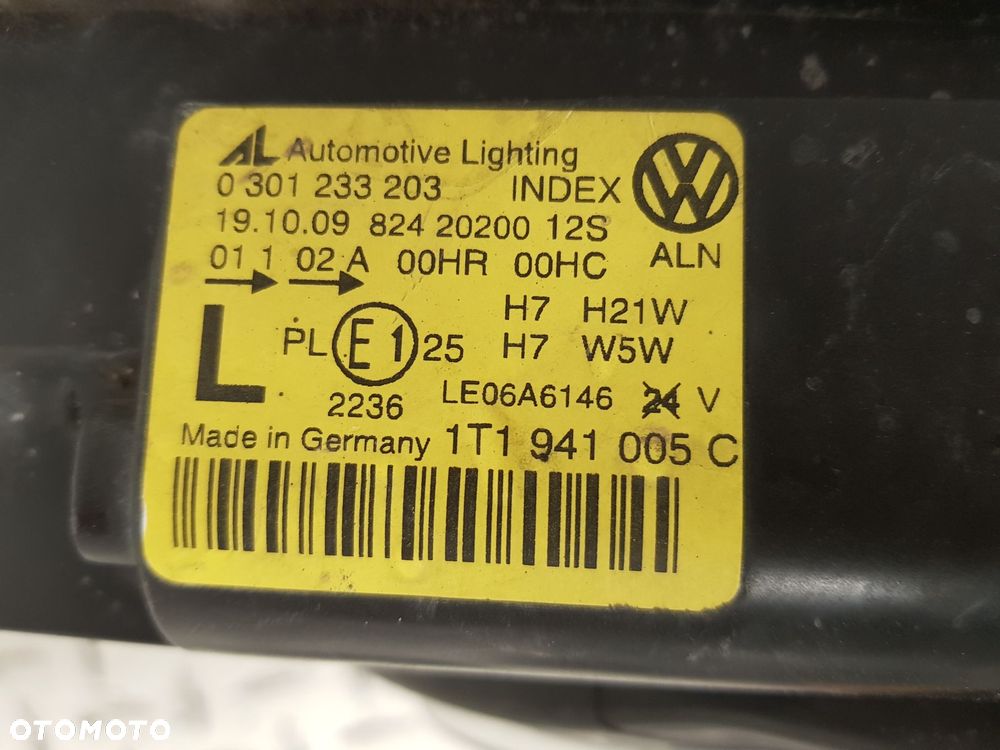 AL Automotive Lighting
0 301 233 203 INDEX
19.10.09 824 20200 12S
ALN
01 1 02 A 00HR 00HC
H7 H21W
L PL E1 25 H7 W5W
2236 LE06A6146 24 V
Made in Germany 1T1 941 005 C
OTOMOTO